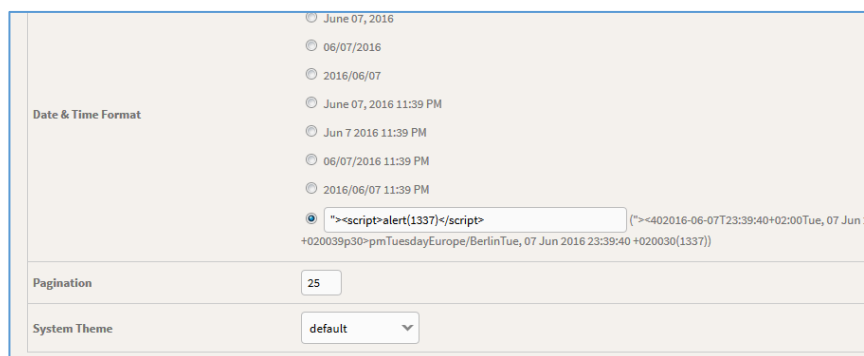 June 07, 2016
06/07/2016
2016/06/07
Date & Time Format
June 07, 2016 11:39 PM
Jun 7 2016 11:39 PM
06/07/2016 11:39 PM
2016/06/07 11:39 PM
"><script>alert(1337)</script> ("><402016-06-07T23:39:40+02:00Tue, 07 Jun
+020039p30>pmTuesdayEurope/BerlinTue, 07 Jun 2016 23:39:40 +020030(1337))
Pagination 25
System Theme default